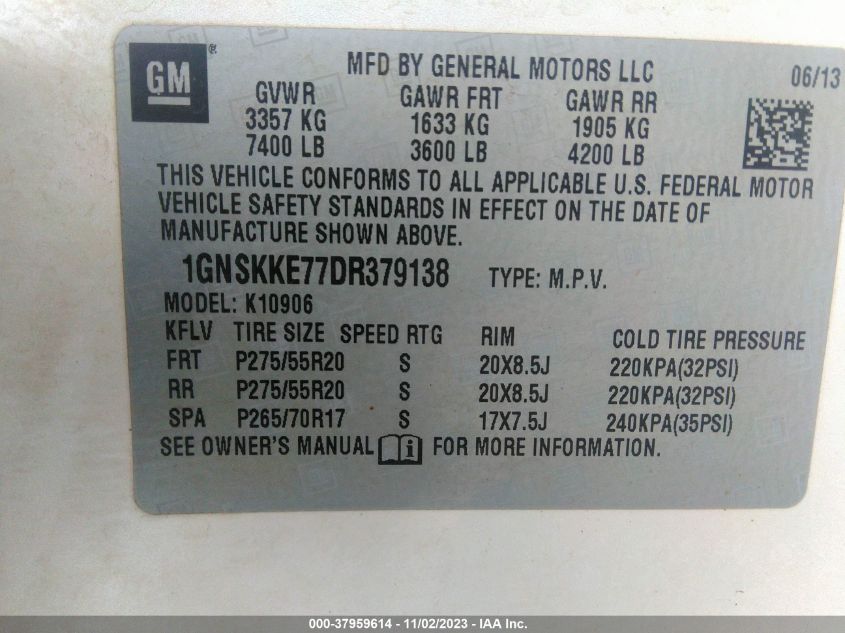 GM®
MFD BY GENERAL MOTORS LLC 06/13
GVWR GAWR FRT GAWR RR
3357 KG 1633 KG 1905 KG
7400 LB 3600 LB 4200 LB
THIS VEHICLE CONFORMS TO ALL APPLICABLE U.S. FEDERAL MOTOR
VEHICLE SAFETY STANDARDS IN EFFECT ON THE DATE OF
MANUFACTURE SHOWN ABOVE.
1GNSKKE77DR379138 TYPE: M.P.V.
MODEL: K10906
KFLV TIRE SIZE SPEED RTG RIM COLD TIRE PRESSURE
FRT P275/55R20 S 20X8.5J 220KPA(32PSI)
RR P275/55R20 S 20X8.5J 220KPA(32PSI)
SPA P265/70R17 S 17X7.5J 240KPA(35PSI)
SEE OWNER'S MANUAL i FOR MORE INFORMATION.
000-37959614 - 11/02/2023 - IAA Inc.